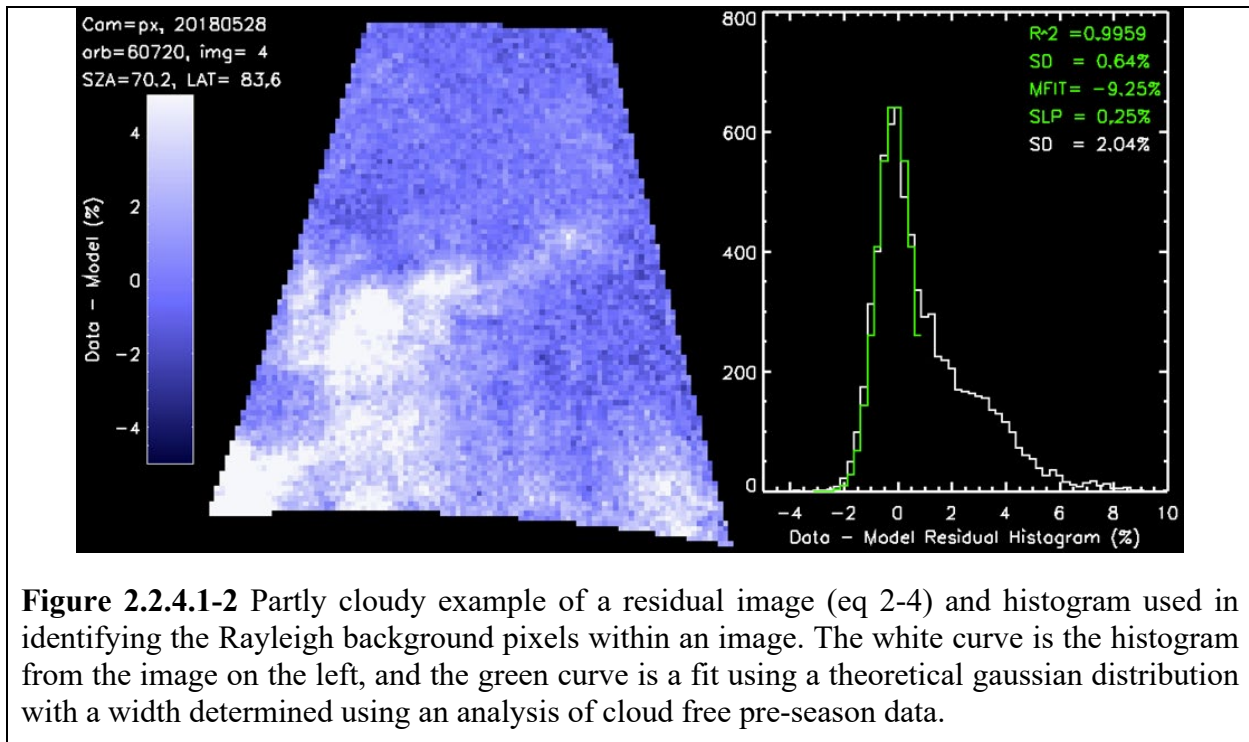 Cam=px, 20180528
orb=60720, img= 4
SZA=70.2, LAT= 83.6
4
2
0
−2
−4
Data − Model (%)
800
600
400
200
0
R^2 =0.9959
SD = 0.64%
MFIT= −9.25%
SLP = 0.25%
SD = 2.04%
−4 −2 0 2 4 6 8 10
Data − Model Residual Histogram (%)
Figure 2.2.4.1-2 Partly cloudy example of a residual image (eq 2-4) and histogram used in
identifying the Rayleigh background pixels within an image. The white curve is the histogram
from the image on the left, and the green curve is a fit using a theoretical gaussian distribution
with a width determined using an analysis of cloud free pre-season data.